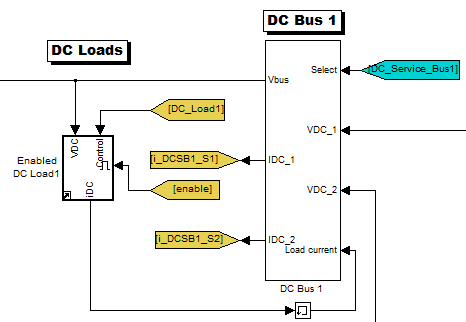 DC Bus 1
DC Loads
Select
[DC_Service_Bus1]
Vbus
[DC_Load1]
VDC_1
VDC
Control
Enabled
DC Load1
[i_DCSB1_S1]
IDC_1
iDC
[enable]
VDC_2
[i_DCSB1_S2]
IDC_2
Load current
DC Bus 1